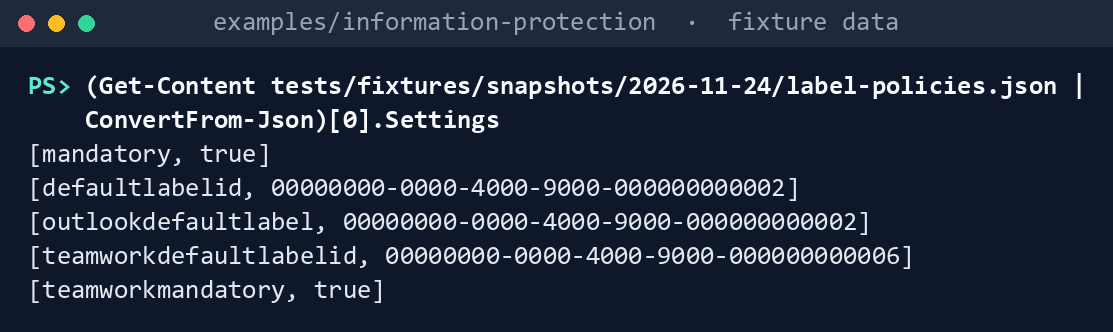 examples/information-protection · fixture data
PS> (Get-Content tests/fixtures/snapshots/2026-11-24/label-policies.json |
ConvertFrom-Json)[0].Settings
[mandatory, true]
[defaultlabelid, 00000000-0000-4000-9000-000000000002]
[outlookdefaultlabel, 00000000-0000-4000-9000-000000000002]
[teamworkdefaultlabelid, 00000000-0000-4000-9000-000000000006]
[teamworkmandatory, true]